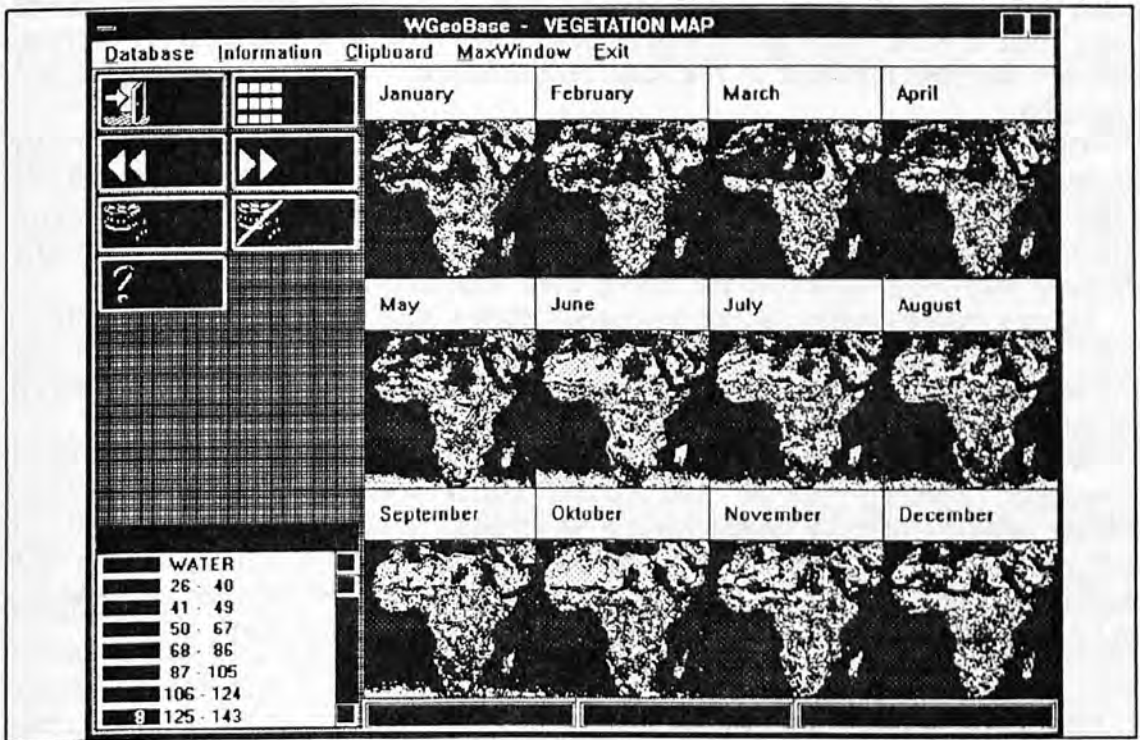 WGeoBase - VEGETATION MAP
Database Information Clipboard MaxWindow Exit
January February March April
May June July August
September Oktober November December
WATER
26 - 40
41 - 49
50 - 67
68 - 86
87 - 105
106 - 124
125 - 143